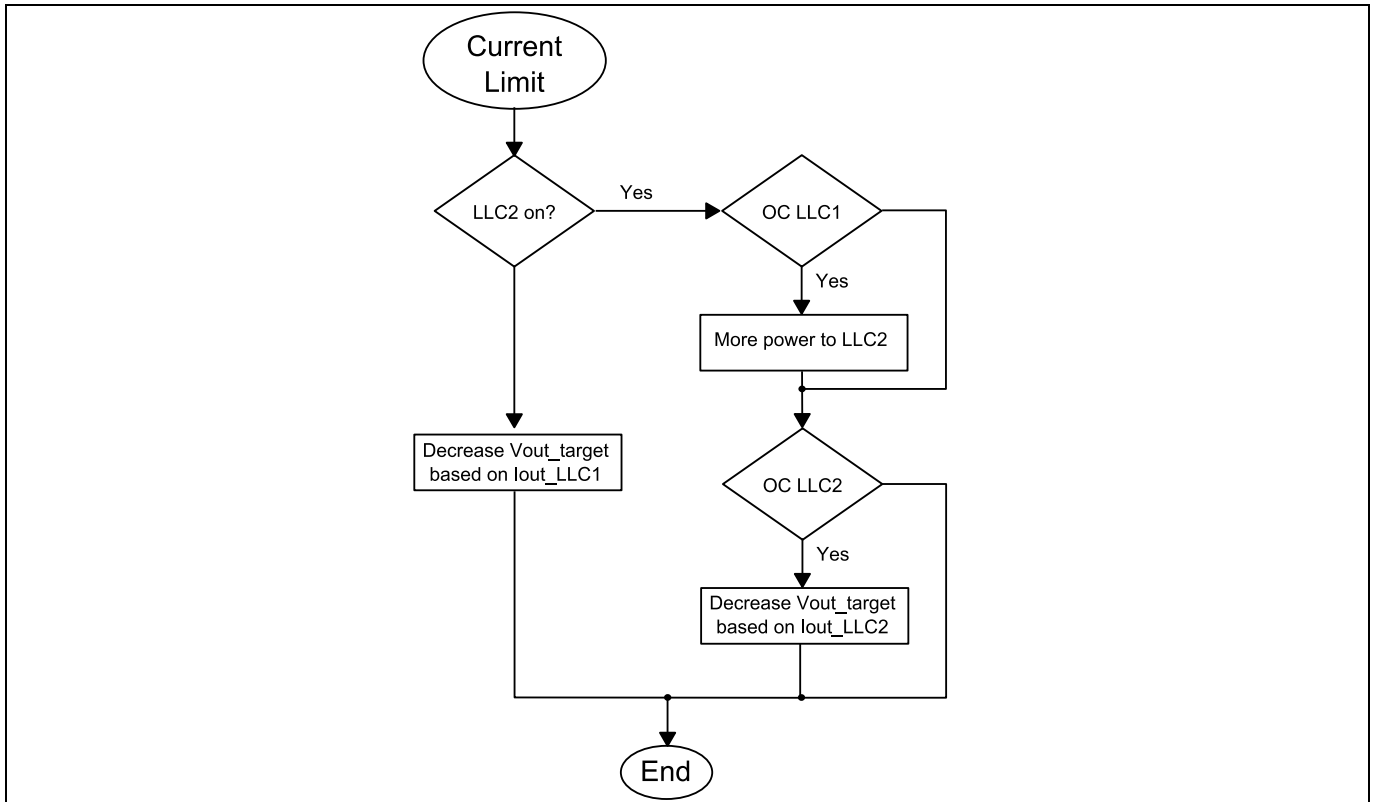 Current
Limit
LLC2 on?
Yes
OC LLC1
Yes
More power to LLC2
Decrease Vout_target
based on Iout_LLC1
OC LLC2
Yes
Decrease Vout_target
based on Iout_LLC2
End